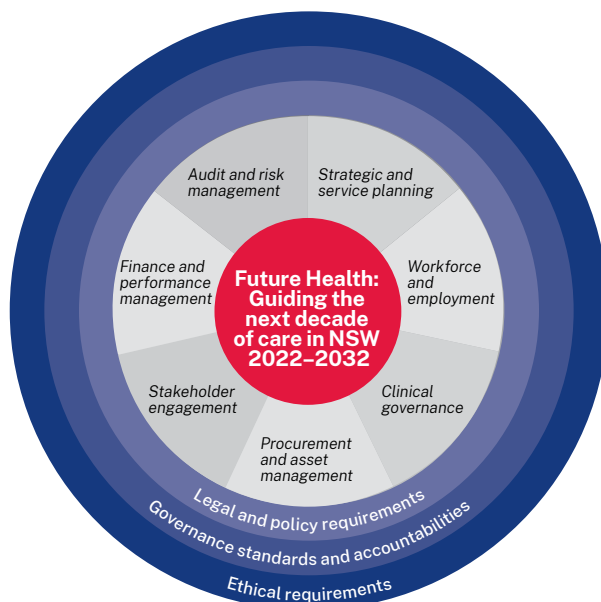 Audit and risk
management
Strategic and
service planning
Finance and
performance
management
Future Health:
Guiding the
next decade
of care in NSW
2022–2032
Workforce
and
employment
Stakeholder
engagement
Clinical
governance
Procurement
and asset
management
Legal and policy requirements
Governance standards and accountabilities
Ethical requirements